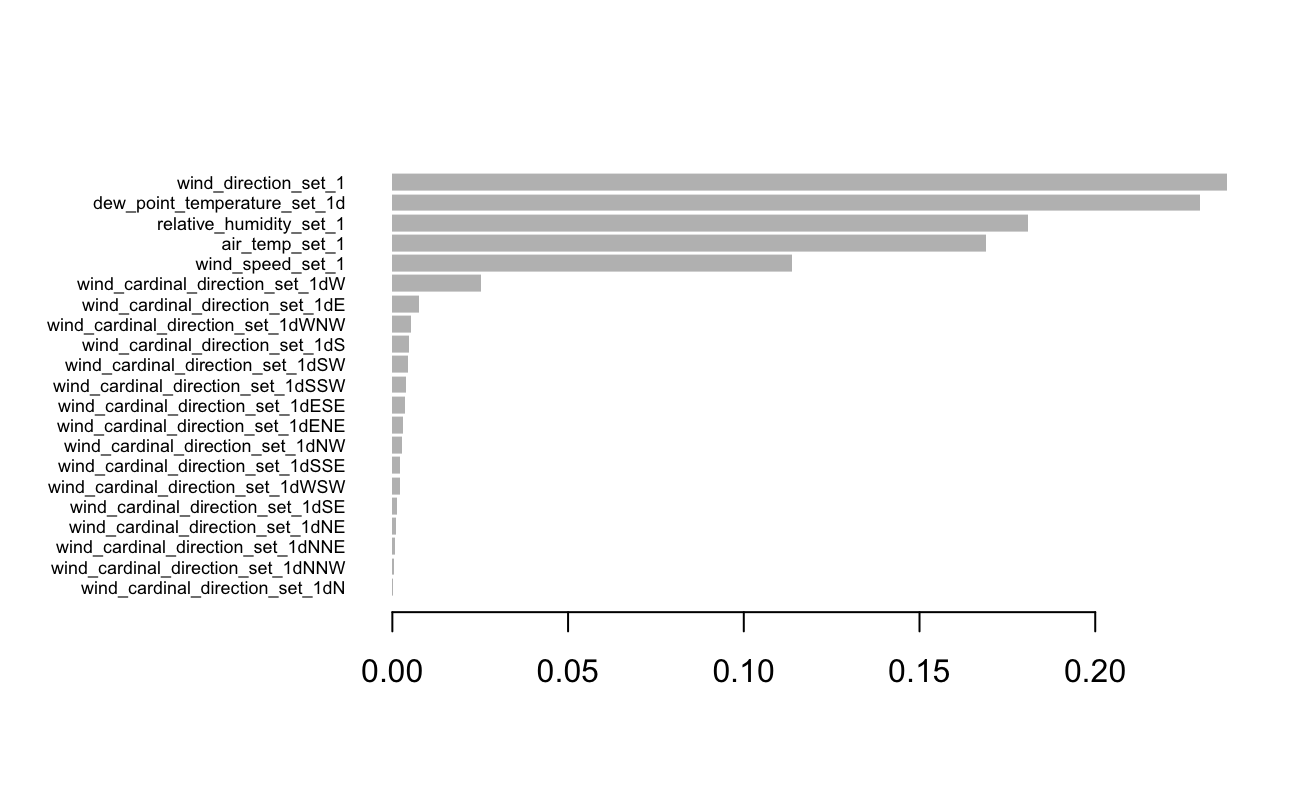 wind_direction_set_1
dew_point_temperature_set_1d
relative_humidity_set_1
air_temp_set_1
wind_speed_set_1
wind_cardinal_direction_set_1dW
wind_cardinal_direction_set_1dE
wind_cardinal_direction_set_1dWNW
wind_cardinal_direction_set_1dS
wind_cardinal_direction_set_1dSW
wind_cardinal_direction_set_1dSSW
wind_cardinal_direction_set_1dESE
wind_cardinal_direction_set_1dENE
wind_cardinal_direction_set_1dNW
wind_cardinal_direction_set_1dSSE
wind_cardinal_direction_set_1dWSW
wind_cardinal_direction_set_1dSE
wind_cardinal_direction_set_1dNE
wind_cardinal_direction_set_1dNNE
wind_cardinal_direction_set_1dNNW
wind_cardinal_direction_set_1dN
0.00 0.05 0.10 0.15 0.20